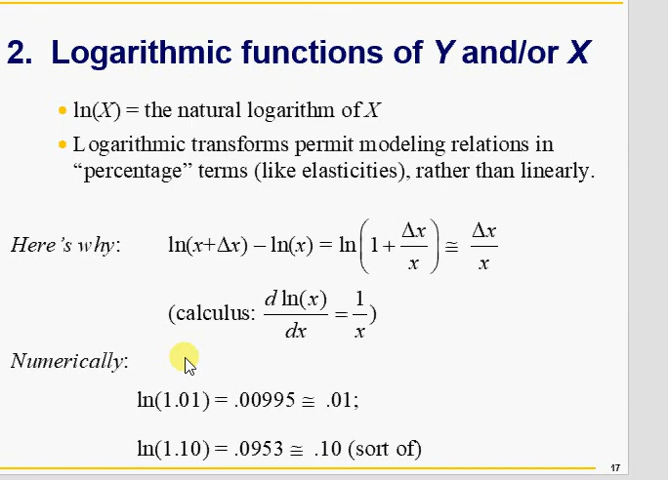 2. Logarithmic functions of Y and/or X
• ln(X) = the natural logarithm of X
• Logarithmic transforms permit modeling relations in
“percentage” terms (like elasticities), rather than linearly.
Here’s why: ln(x+Δx) – ln(x) = ln(1 + Δx/x) ≅ Δx/x
(calculus: d ln(x)/dx = 1/x)
Numerically:
ln(1.01) = .00995 ≅ .01;
ln(1.10) = .0953 ≅ .10 (sort of)
17